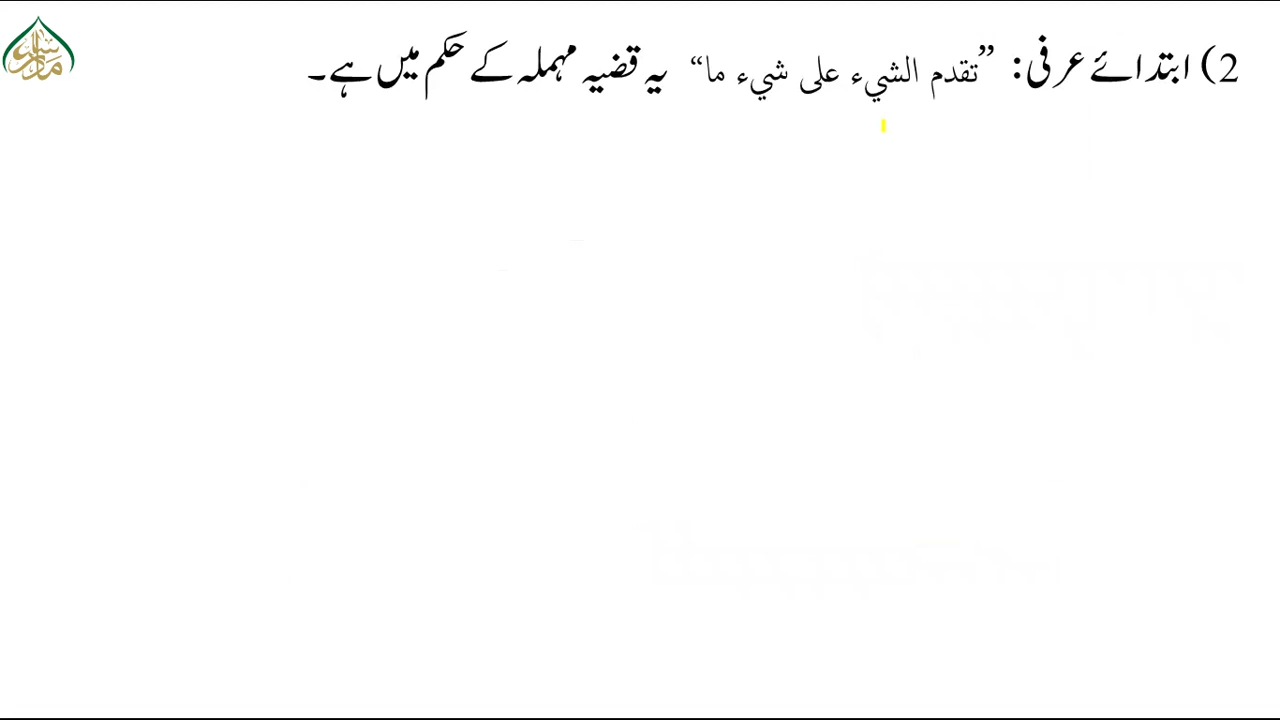 2) ابتدائے عرفی: ”تقدم الشيء على شيء ما“ یہ قضیہ مہملہ کے حکم میں ہے۔